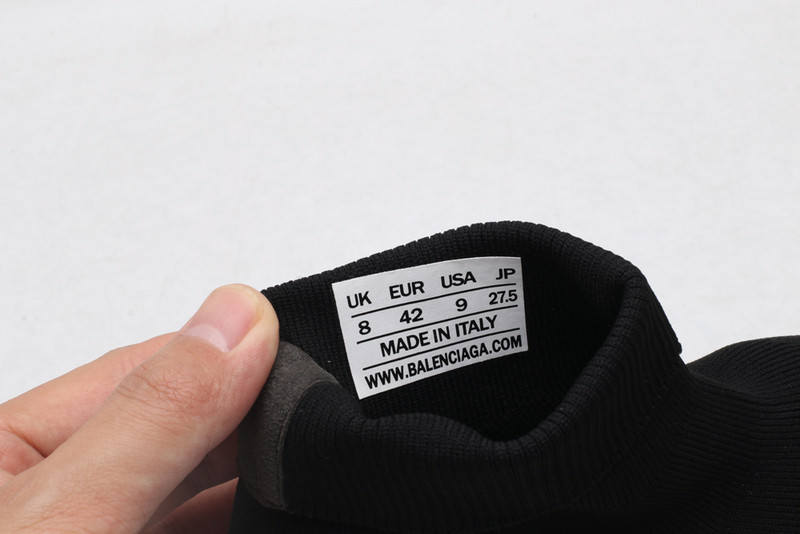 UK EUR USA JP
8 42 9 27.5
MADE IN ITALY
WWW.BALENCIAGA.COM